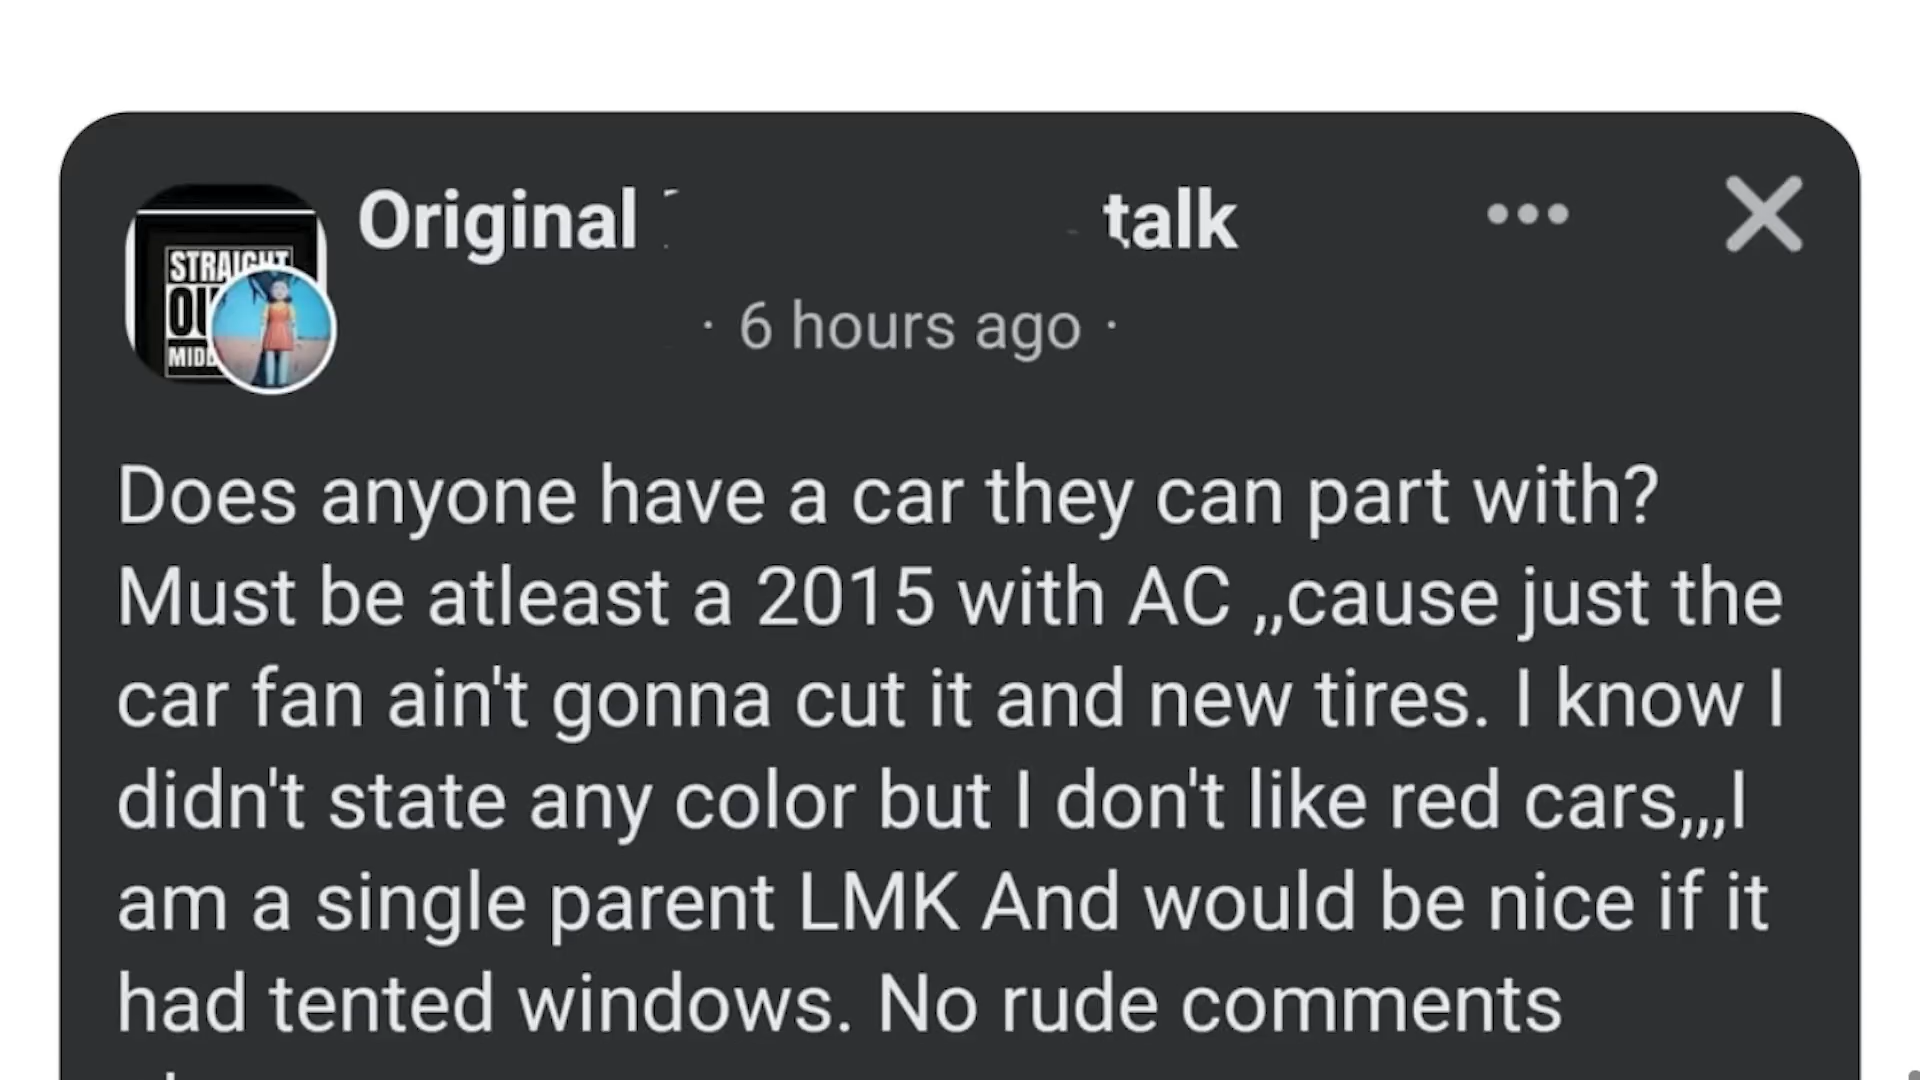 Original talk
STRAIGHT
OU
MIDD
· 6 hours ago ·
Does anyone have a car they can part with?
Must be atleast a 2015 with AC ,,cause just the
car fan ain't gonna cut it and new tires. I know I
didn't state any color but I don't like red cars,,,I
am a single parent LMK And would be nice if it
had tented windows. No rude comments